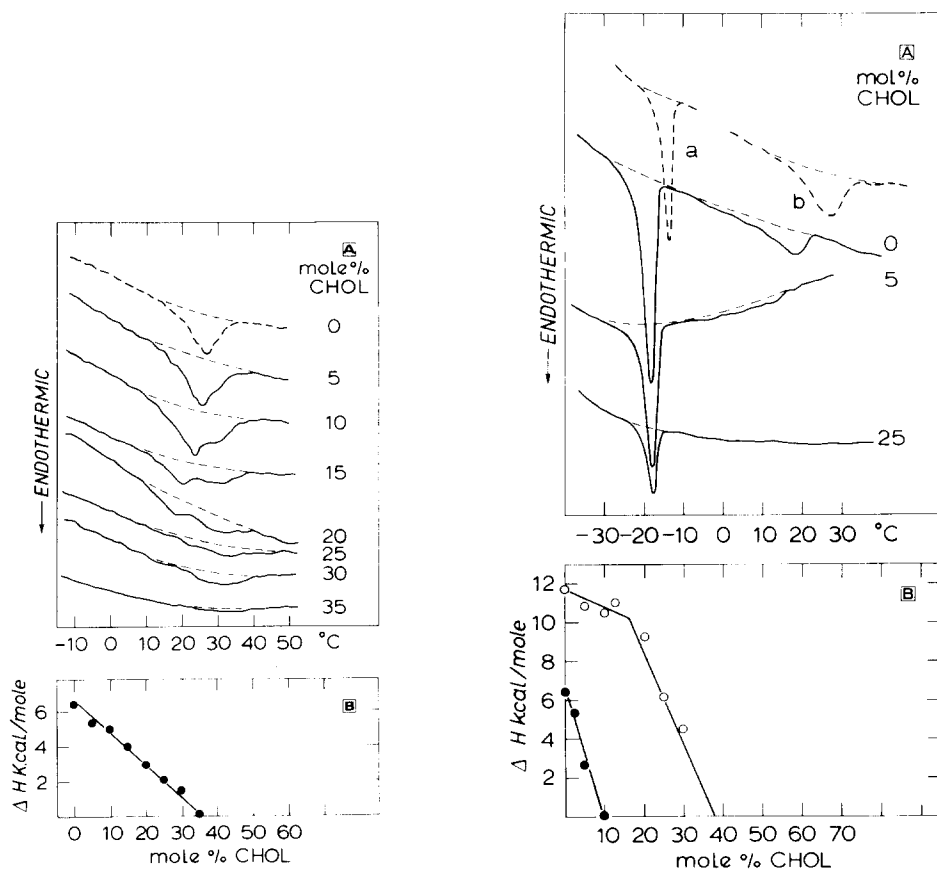 A
mole %
CHOL
0
5
10
15
20
25
30
35
ENDOTHERMIC
-10 0 10 20 30 40 50 °C
B
Δ H K.cal/mole
6
4
2
0 10 20 30 40 50 60
mole % CHOL
A
mol %
CHOL
a
b
0
5
25
ENDOTHERMIC
-30 -20 -10 0 10 20 30 °C
B
Δ H kcal/mole
12
10
8
6
4
2
0 10 20 30 40 50 60 70
mole % CHOL